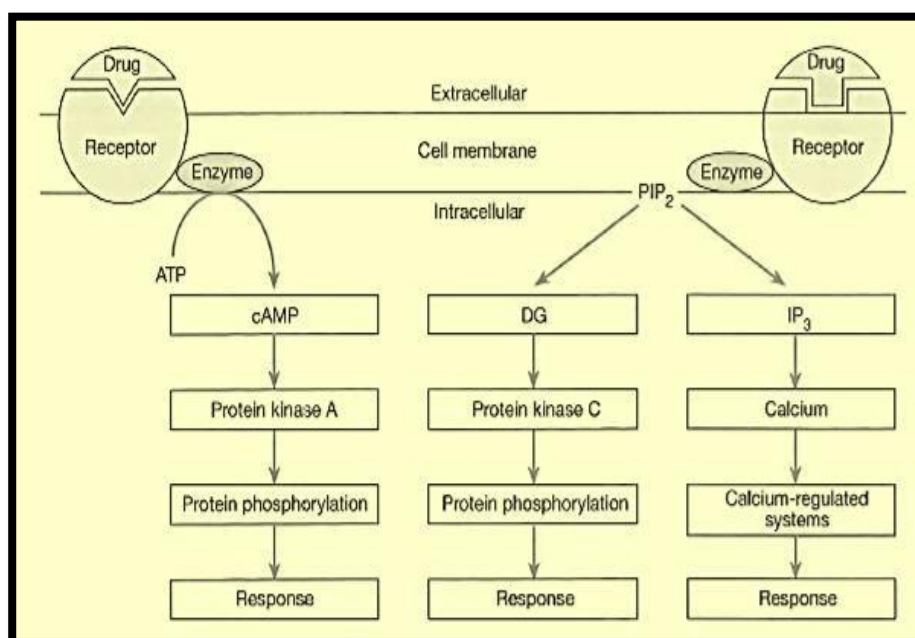 Drug
Receptor
Enzyme
Extracellular
Cell membrane
Intracellular
Drug
Receptor
Enzyme
PIP₂
ATP
cAMP
DG
IP₃
Protein kinase A
Protein kinase C
Calcium
Protein phosphorylation
Protein phosphorylation
Calcium-regulated
systems
Response
Response
Response